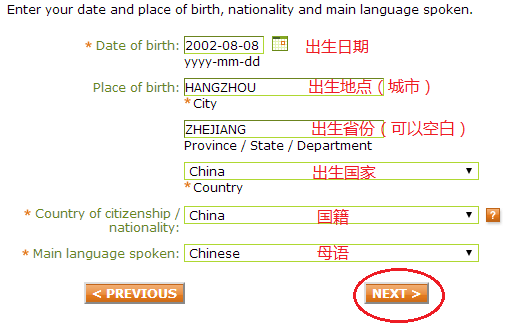 Enter your date and place of birth, nationality and main language spoken.
* Date of birth: 2002-08-08 出生日期
yyyy-mm-dd
Place of birth: HANGZHOU 出生地点(城市)
* City
ZHEJIANG 出生省份(可以空白)
Province / State / Department
China 出生国家
* Country
* Country of citizenship / China 国籍 ?
nationality:
* Main language spoken: Chinese 母语
< PREVIOUS NEXT >